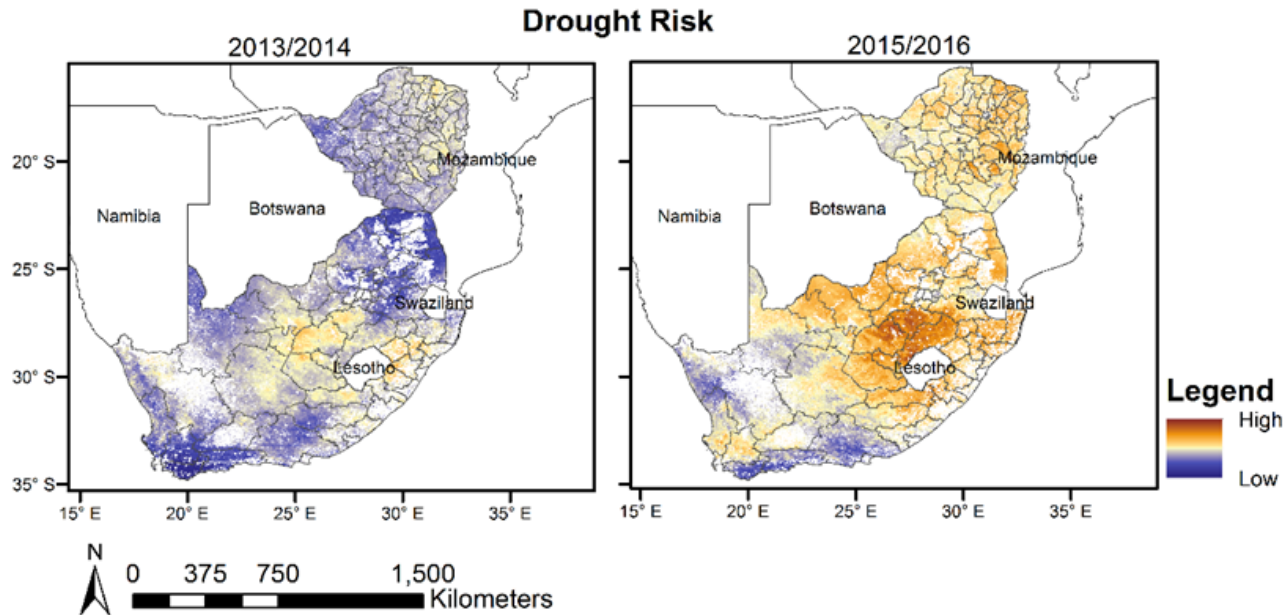 Drought Risk
2013/2014
2015/2016
20° S
25° S
30° S
35° S
Namibia
Botswana
Mozambique
Swaziland
Lesotho
Namibia
Botswana
Mozambique
Swaziland
Lesotho
15° E 20° E 25° E 30° E 35° E
15° E 20° E 25° E 30° E 35° E
Legend
High
Low
N
0 375 750 1,500
Kilometers